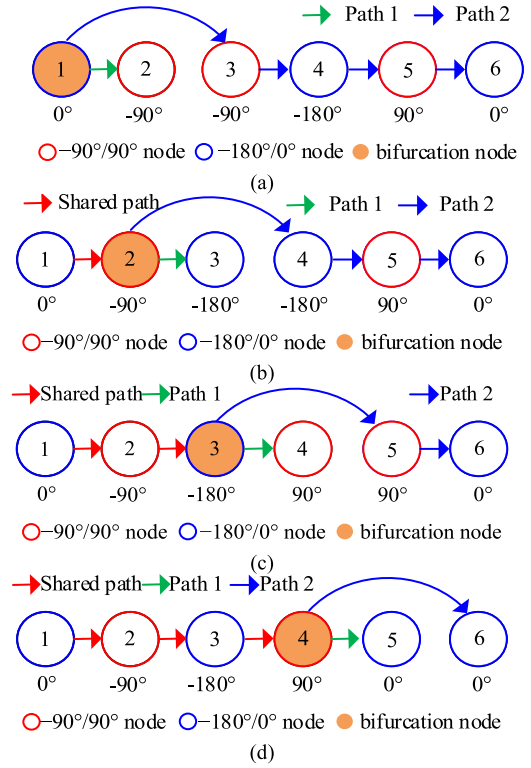 Path 1 Path 2
1 2 3 4 5 6
0° -90° -90° -180° 90° 0°
−90°/90° node −180°/0° node bifurcation node
(a)
Shared path Path 1 Path 2
1 2 3 4 5 6
0° -90° -180° -180° 90° 0°
−90°/90° node −180°/0° node bifurcation node
(b)
Shared path Path 1 Path 2
1 2 3 4 5 6
0° -90° -180° 90° 90° 0°
−90°/90° node −180°/0° node bifurcation node
(c)
Shared path Path 1 Path 2
1 2 3 4 5 6
0° -90° -180° 90° 0° 0°
−90°/90° node −180°/0° node bifurcation node
(d)